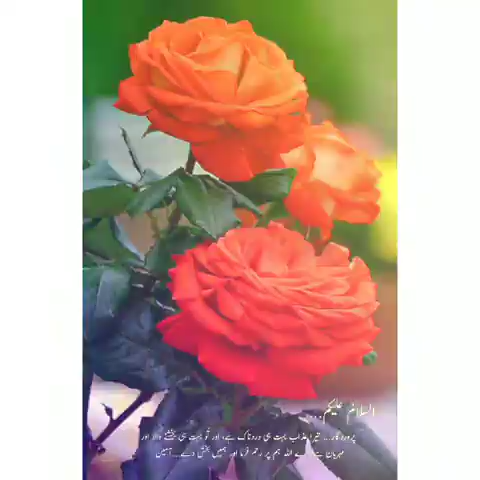 السلام علیکم....
پروردگار... تیرا عذاب بہت ہی دردناک ہے، اور تُو بہت ہی بخشنے والا اور
مہربان ہے اے اللہ ہم پر رحم فرما اور ہمیں بخش دے....آمین